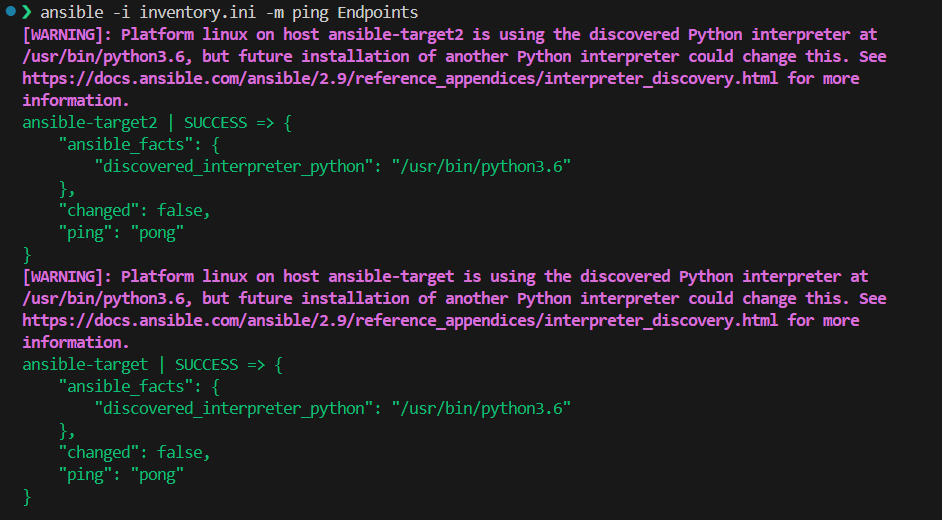 ❯ ansible -i inventory.ini -m ping Endpoints
[WARNING]: Platform linux on host ansible-target2 is using the discovered Python interpreter at
/usr/bin/python3.6, but future installation of another Python interpreter could change this. See
https://docs.ansible.com/ansible/2.9/reference_appendices/interpreter_discovery.html for more
information.
ansible-target2 | SUCCESS => {
    "ansible_facts": {
        "discovered_interpreter_python": "/usr/bin/python3.6"
    },
    "changed": false,
    "ping": "pong"
}
[WARNING]: Platform linux on host ansible-target is using the discovered Python interpreter at
/usr/bin/python3.6, but future installation of another Python interpreter could change this. See
https://docs.ansible.com/ansible/2.9/reference_appendices/interpreter_discovery.html for more
information.
ansible-target | SUCCESS => {
    "ansible_facts": {
        "discovered_interpreter_python": "/usr/bin/python3.6"
    },
    "changed": false,
    "ping": "pong"
}